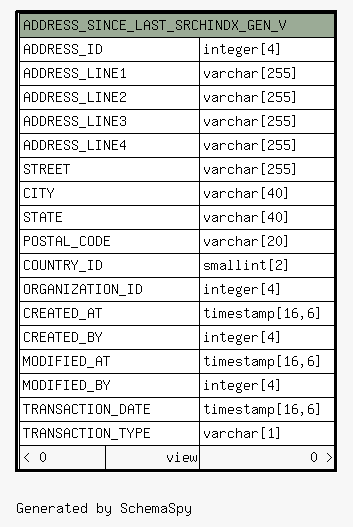 ADDRESS_SINCE_LAST_SRCHINDX_GEN_V
ADDRESS_ID integer[4]
ADDRESS_LINE1 varchar[255]
ADDRESS_LINE2 varchar[255]
ADDRESS_LINE3 varchar[255]
ADDRESS_LINE4 varchar[255]
STREET varchar[255]
CITY varchar[40]
STATE varchar[40]
POSTAL_CODE varchar[20]
COUNTRY_ID smallint[2]
ORGANIZATION_ID integer[4]
CREATED_AT timestamp[16,6]
CREATED_BY integer[4]
MODIFIED_AT timestamp[16,6]
MODIFIED_BY integer[4]
TRANSACTION_DATE timestamp[16,6]
TRANSACTION_TYPE varchar[1]
< 0 view 0 >
Generated by SchemaSpy